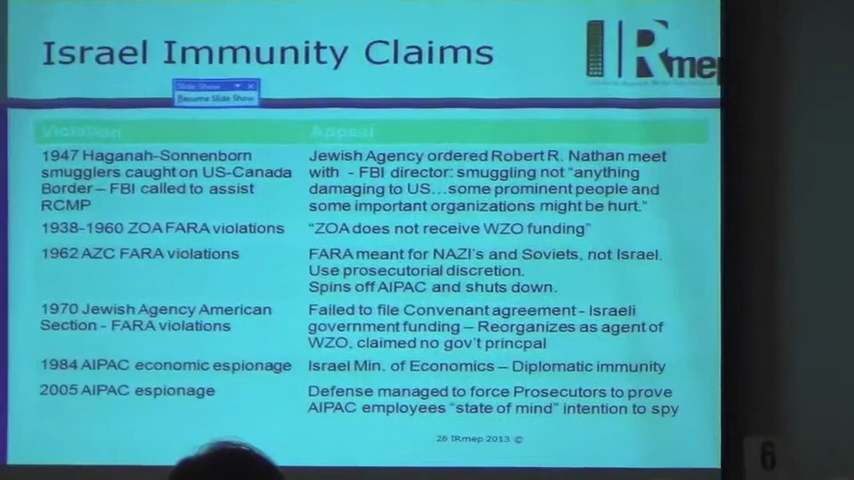 Israel Immunity Claims
IRmep
Slide Show
Resume Slide Show
Violation Appeal
1947 Haganah-Sonnenborn
smugglers caught on US-Canada
Border – FBI called to assist
RCMP
Jewish Agency ordered Robert R. Nathan meet
with - FBI director: smuggling not “anything
damaging to US…some prominent people and
some important organizations might be hurt.”
1938-1960 ZOA FARA violations
“ZOA does not receive WZO funding”
1962 AZC FARA violations
FARA meant for NAZI's and Soviets, not Israel.
Use prosecutorial discretion.
Spins off AIPAC and shuts down.
1970 Jewish Agency American
Section - FARA violations
Failed to file Convenant agreement - Israeli
government funding – Reorganizes as agent of
WZO, claimed no gov't princpal
1984 AIPAC economic espionage
Israel Min. of Economics – Diplomatic immunity
2005 AIPAC espionage
Defense managed to force Prosecutors to prove
AIPAC employees “state of mind” intention to spy
26 IRmep 2013 ©
6